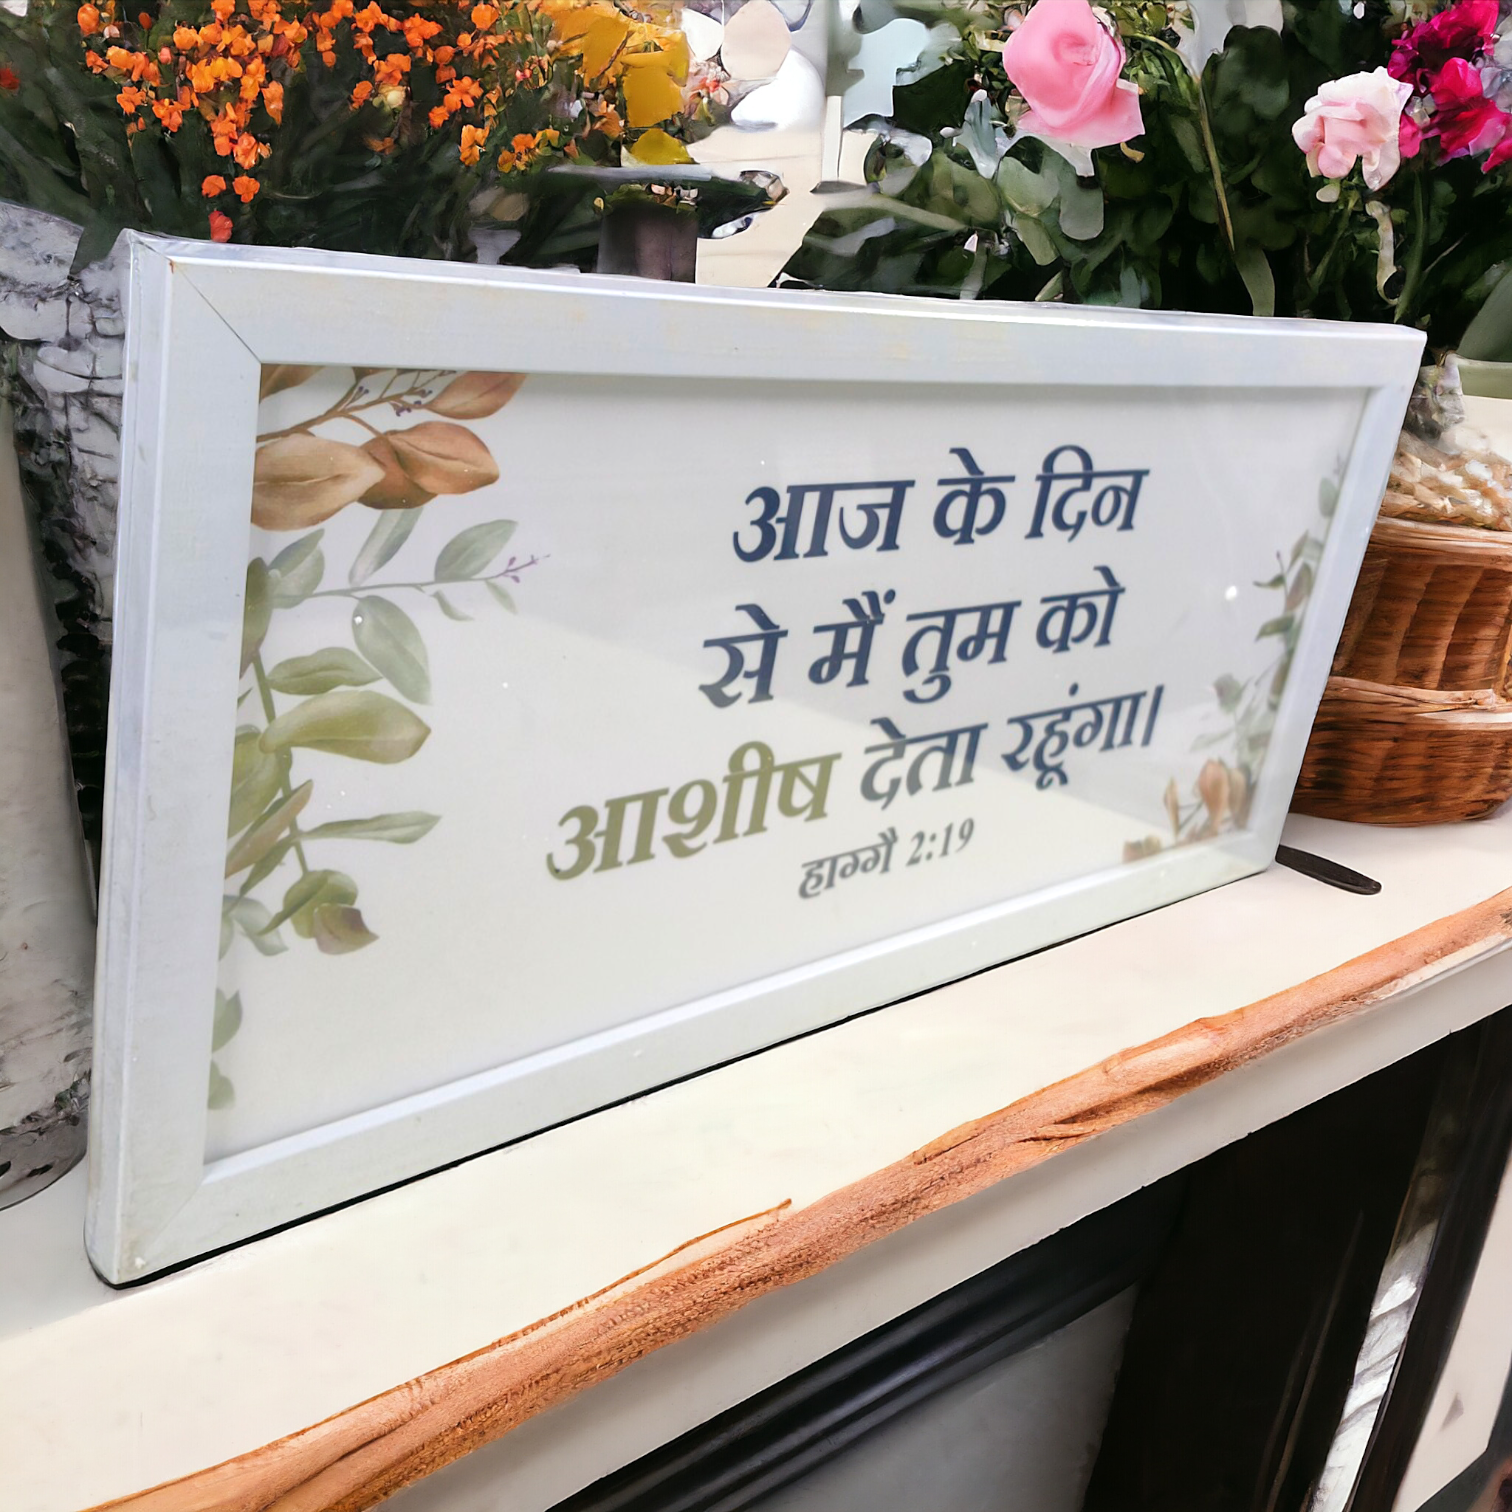 आज के दिन
से मैं तुम को
आशीष देता रहूंगा।
हाग्गै 2:19